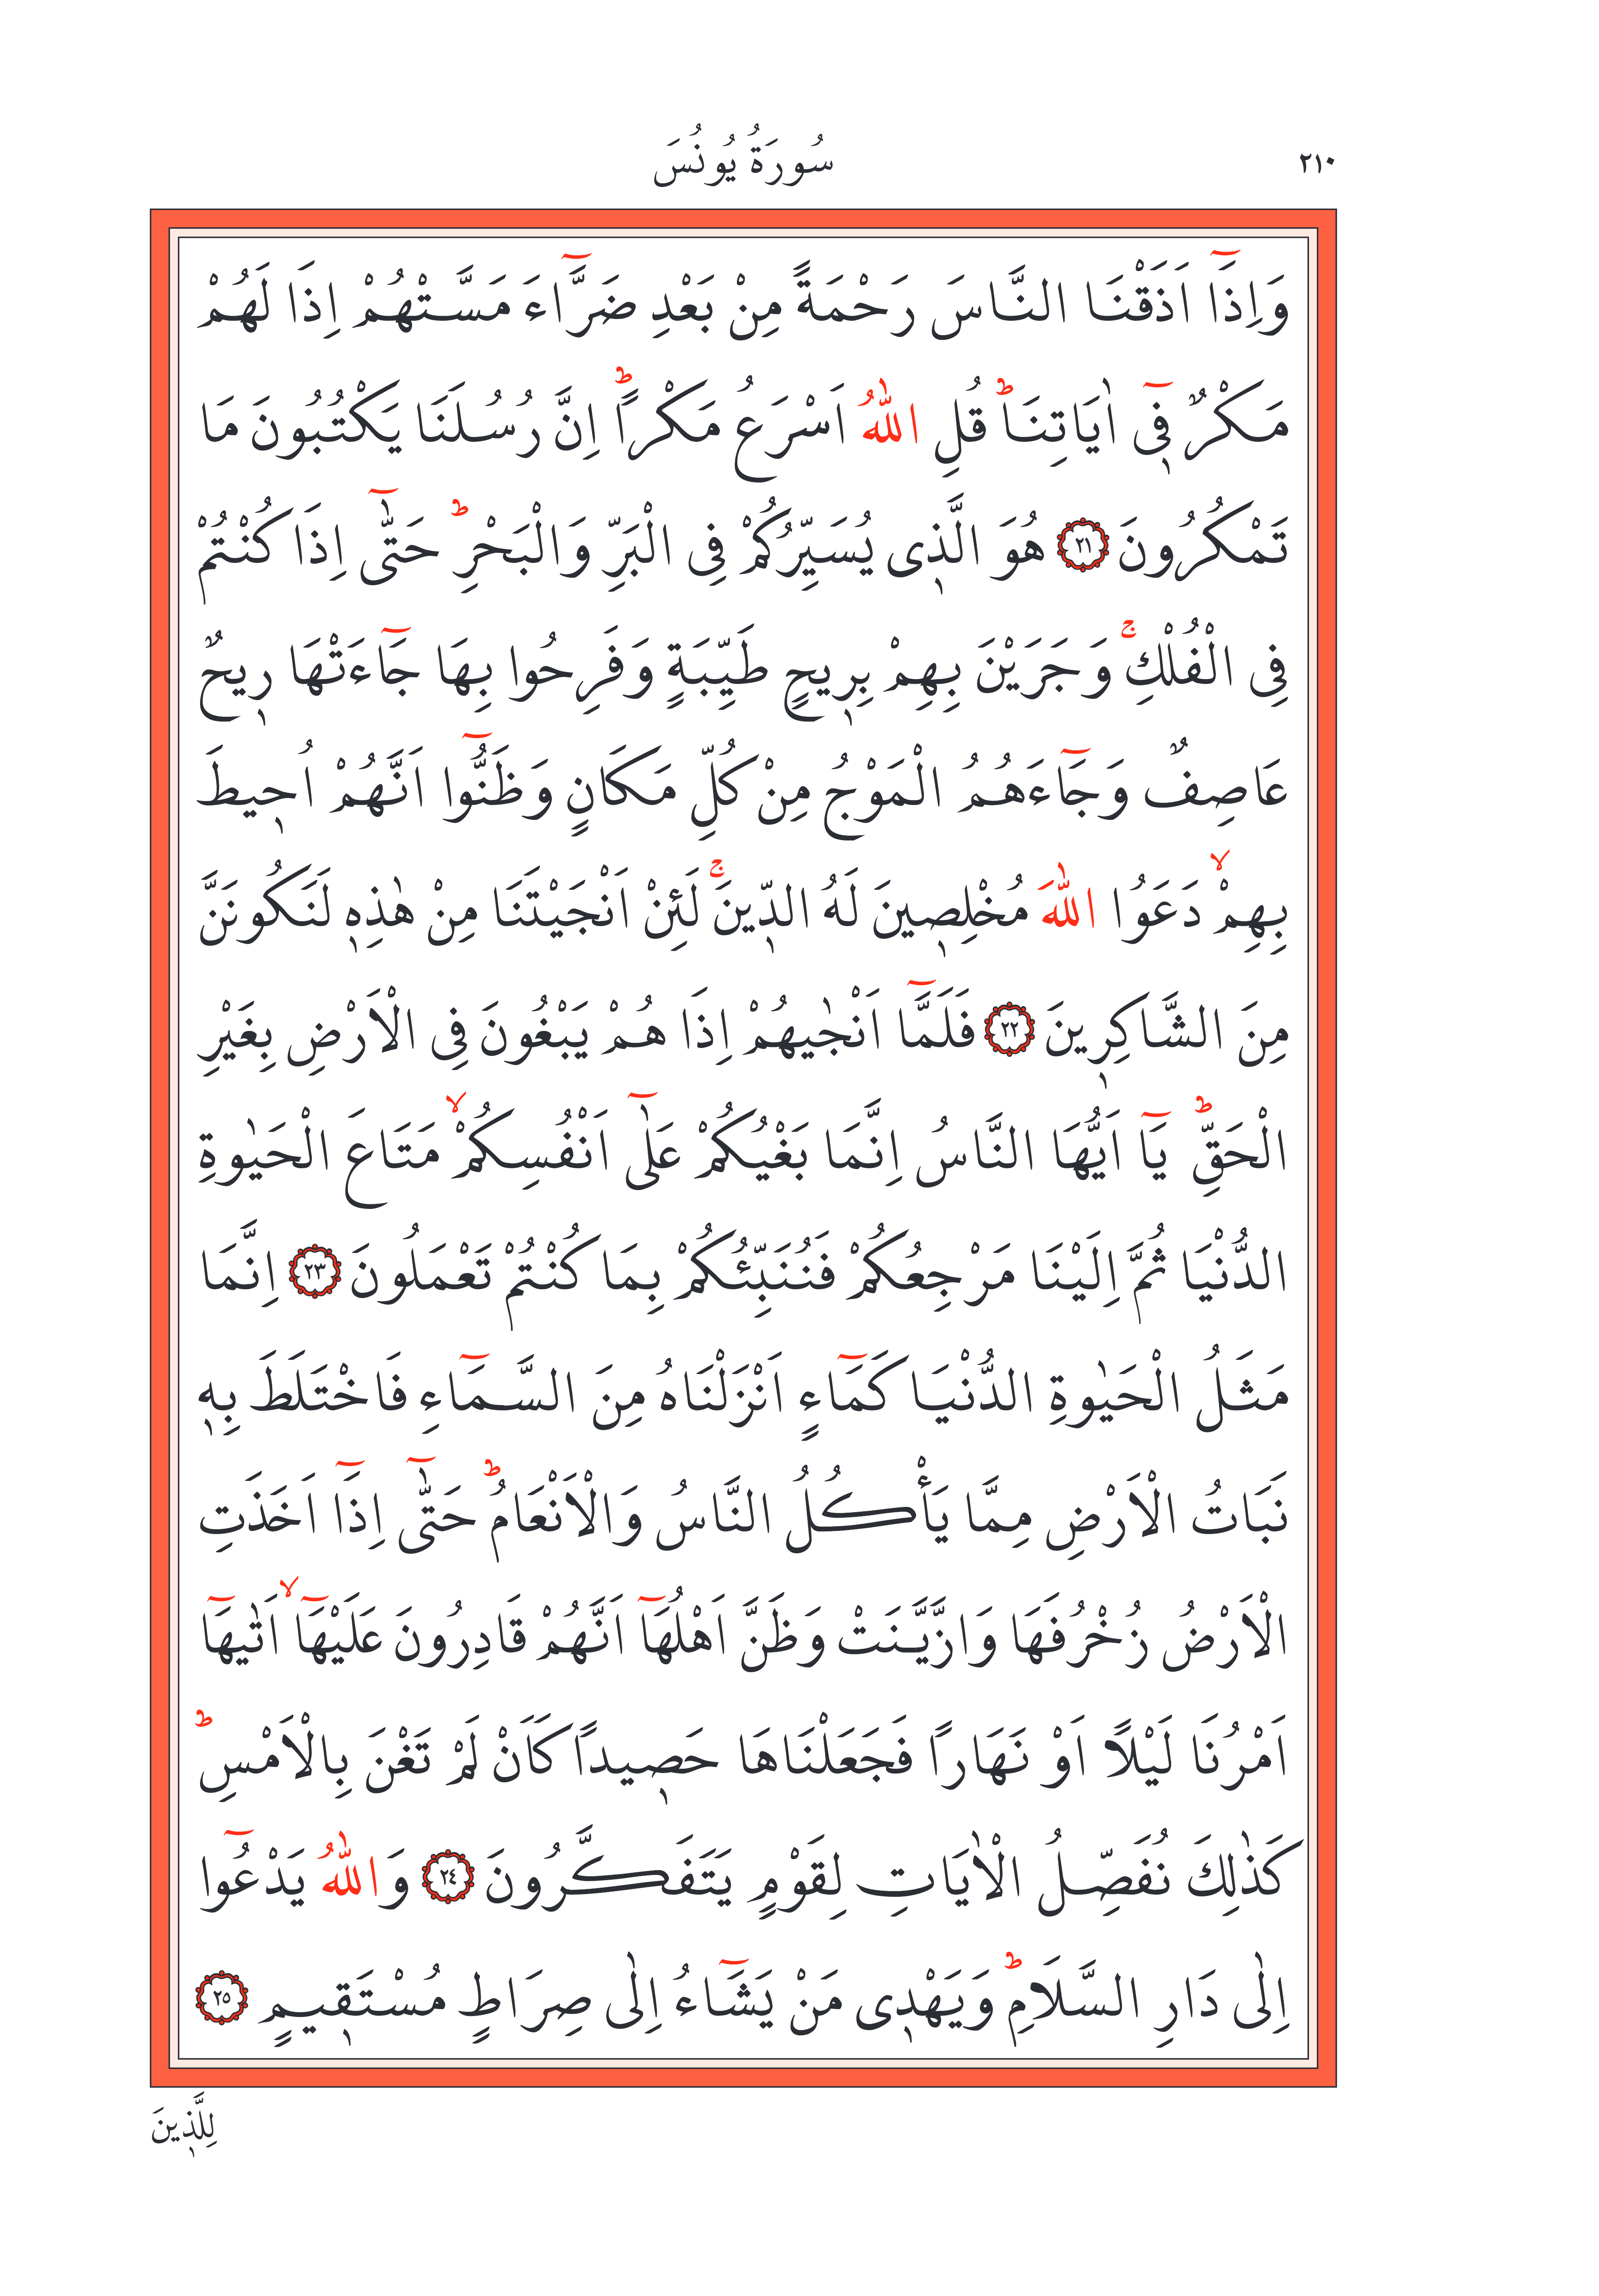 ٢١٠
سُورَةُ يُونُسَ
وَاِذَٓا اَذَقْنَا النَّاسَ رَحْمَةً مِنْ بَعْدِ ضَرَّٓاءَ مَسَّتْهُمْ اِذَا لَهُمْ
مَكْرٌ فٖٓى اٰيَاتِنَاؕ قُلِ اللّٰهُ اَسْرَعُ مَكْراًؕ اِنَّ رُسُلَنَا يَكْتُبُونَ مَا
تَمْكُرُونَ ﴿٢١﴾ هُوَ الَّذٖى يُسَيِّرُكُمْ فِى الْبَرِّ وَالْبَحْرِؕ حَتّٰٓى اِذَا كُنْتُمْ
فِى الْفُلْكِۚ وَجَرَيْنَ بِهِمْ بِرٖيحٍ طَيِّبَةٍ وَفَرِحُوا بِهَا جَٓاءَتْهَا رٖيحٌ
عَاصِفٌ وَجَٓاءَهُمُ الْمَوْجُ مِنْ كُلِّ مَكَانٍ وَظَنُّٓوا اَنَّهُمْ اُحٖيطَ
بِهِمْۙ دَعَوُا اللّٰهَ مُخْلِصٖينَ لَهُ الدّٖينَۚ لَئِنْ اَنْجَيْتَنَا مِنْ هٰذِهٖ لَنَكُونَنَّ
مِنَ الشَّاكِرٖينَ ﴿٢٢﴾ فَلَمَّٓا اَنْجٰيهُمْ اِذَا هُمْ يَبْغُونَ فِى الْاَرْضِ بِغَيْرِ
الْحَقِّؕ يَٓا اَيُّهَا النَّاسُ اِنَّمَا بَغْيُكُمْ عَلٰٓى اَنْفُسِكُمْۙ مَتَاعَ الْحَيٰوةِ
الدُّنْيَا ثُمَّ اِلَيْنَا مَرْجِعُكُمْ فَنُنَبِّئُكُمْ بِمَا كُنْتُمْ تَعْمَلُونَ ﴿٢٣﴾ اِنَّمَا
مَثَلُ الْحَيٰوةِ الدُّنْيَا كَمَٓاءٍ اَنْزَلْنَاهُ مِنَ السَّمَٓاءِ فَاخْتَلَطَ بِهٖ
نَبَاتُ الْاَرْضِ مِمَّا يَأْكُلُ النَّاسُ وَالْاَنْعَامُؕ حَتّٰٓى اِذَٓا اَخَذَتِ
الْاَرْضُ زُخْرُفَهَا وَازَّيَّنَتْ وَظَنَّ اَهْلُهَٓا اَنَّهُمْ قَادِرُونَ عَلَيْهَٓاۙ اَتٰيهَٓا
اَمْرُنَا لَيْلاً اَوْ نَهَاراً فَجَعَلْنَاهَا حَصٖيداً كَاَنْ لَمْ تَغْنَ بِالْاَمْسِؕ
كَذٰلِكَ نُفَصِّلُ الْاٰيَاتِ لِقَوْمٍ يَتَفَكَّرُونَ ﴿٢٤﴾ وَاللّٰهُ يَدْعُٓوا
اِلٰى دَارِ السَّلَامِؕ وَيَهْدٖى مَنْ يَشَٓاءُ اِلٰى صِرَاطٍ مُسْتَقٖيمٍ ﴿٢٥﴾
لِلَّذٖينَ